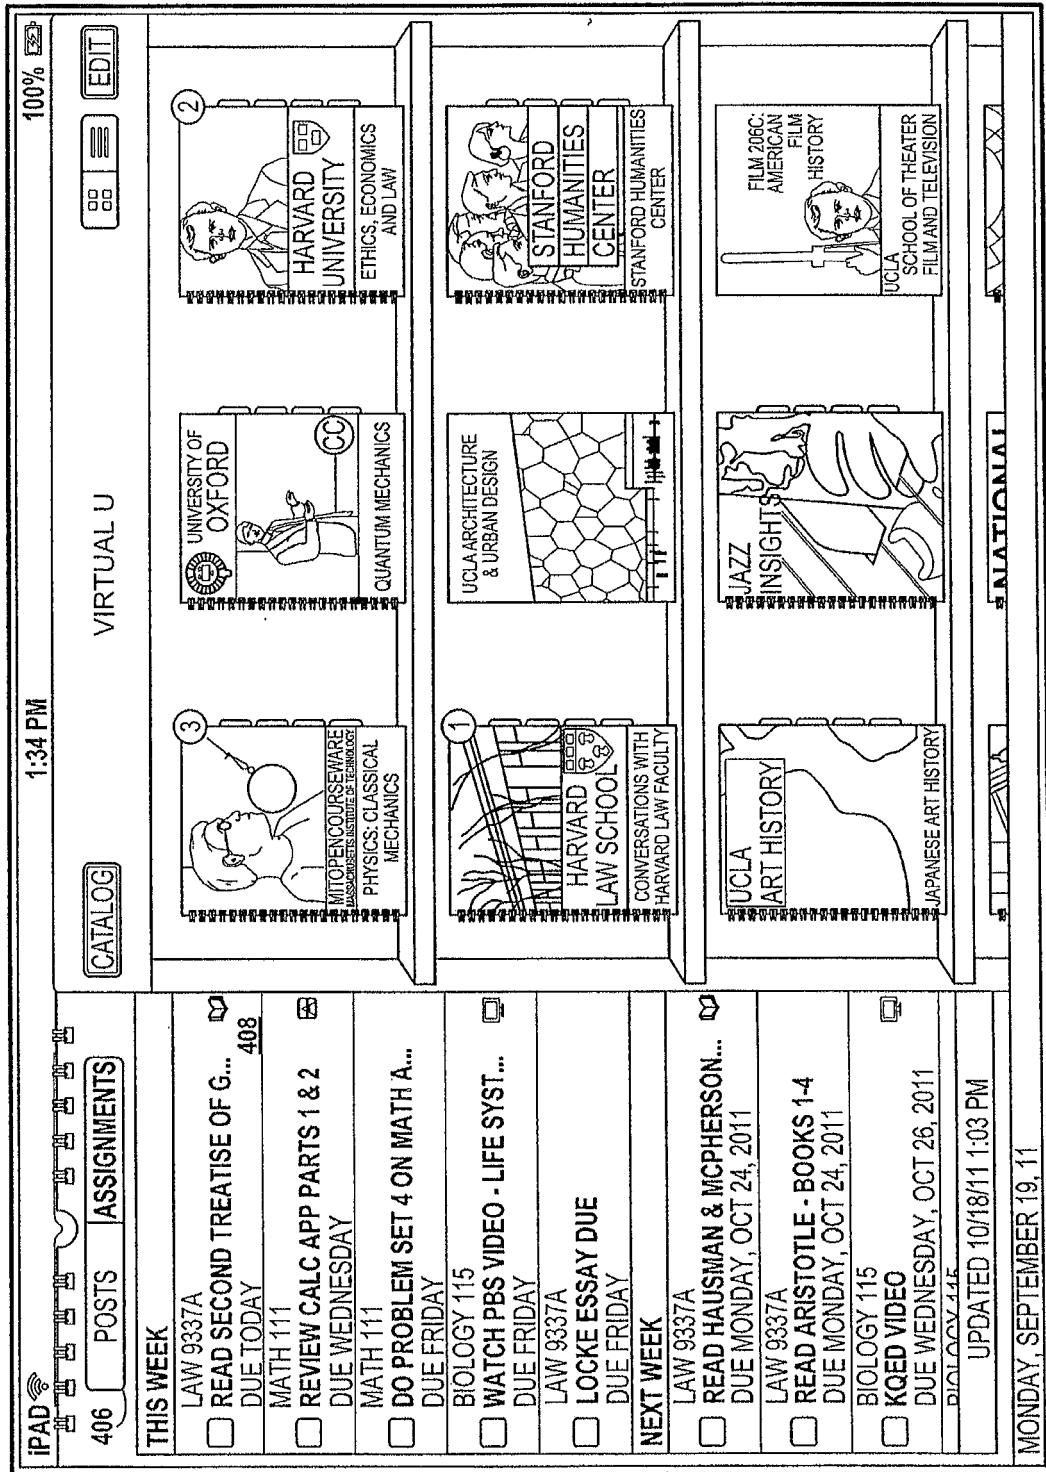 iPAD
1:34 PM
100%
406
POSTS
ASSIGNMENTS
THIS WEEK
LAW 9337A
READ SECOND TREATISE OF G...
DUE TODAY
408
MATH 111
REVIEW CALC APP PARTS 1 & 2
DUE WEDNESDAY
MATH 111
DO PROBLEM SET 4 ON MATH A...
DUE FRIDAY
BIOLOGY 115
WATCH PBS VIDEO - LIFE SYST...
DUE FRIDAY
LAW 9337A
LOCKE ESSAY DUE
DUE FRIDAY
NEXT WEEK
LAW 9337A
READ HAUSMAN & MCPHERSON...
DUE MONDAY, OCT 24, 2011
LAW 9337A
READ ARISTOTLE - BOOKS 1-4
DUE MONDAY, OCT 24, 2011
BIOLOGY 115
KQED VIDEO
DUE WEDNESDAY, OCT 26, 2011
BIOLOGY 115
UPDATED 10/18/11 1:03 PM
MONDAY, SEPTEMBER 19, 11
CATALOG
VIRTUAL U
EDIT
3
MITOPENCOURSEWARE
MASSACHUSETTS INSTITUTE OF TECHNOLOGY
PHYSICS: CLASSICAL
MECHANICS
UNIVERSITY OF
OXFORD
CC
QUANTUM MECHANICS
2
HARVARD
UNIVERSITY
ETHICS, ECONOMICS
AND LAW
1
HARVARD
LAW SCHOOL
CONVERSATIONS WITH
HARVARD LAW FACULTY
UCLA ARCHITECTURE
& URBAN DESIGN
STANFORD
HUMANITIES
CENTER
STANFORD HUMANITIES
CENTER
UCLA
ART HISTORY
JAPANESE ART HISTORY
JAZZ
INSIGHTS
FILM 206C:
AMERICAN
FILM
HISTORY
UCLA
SCHOOL OF THEATER
FILM AND TELEVISION
NATIONAL